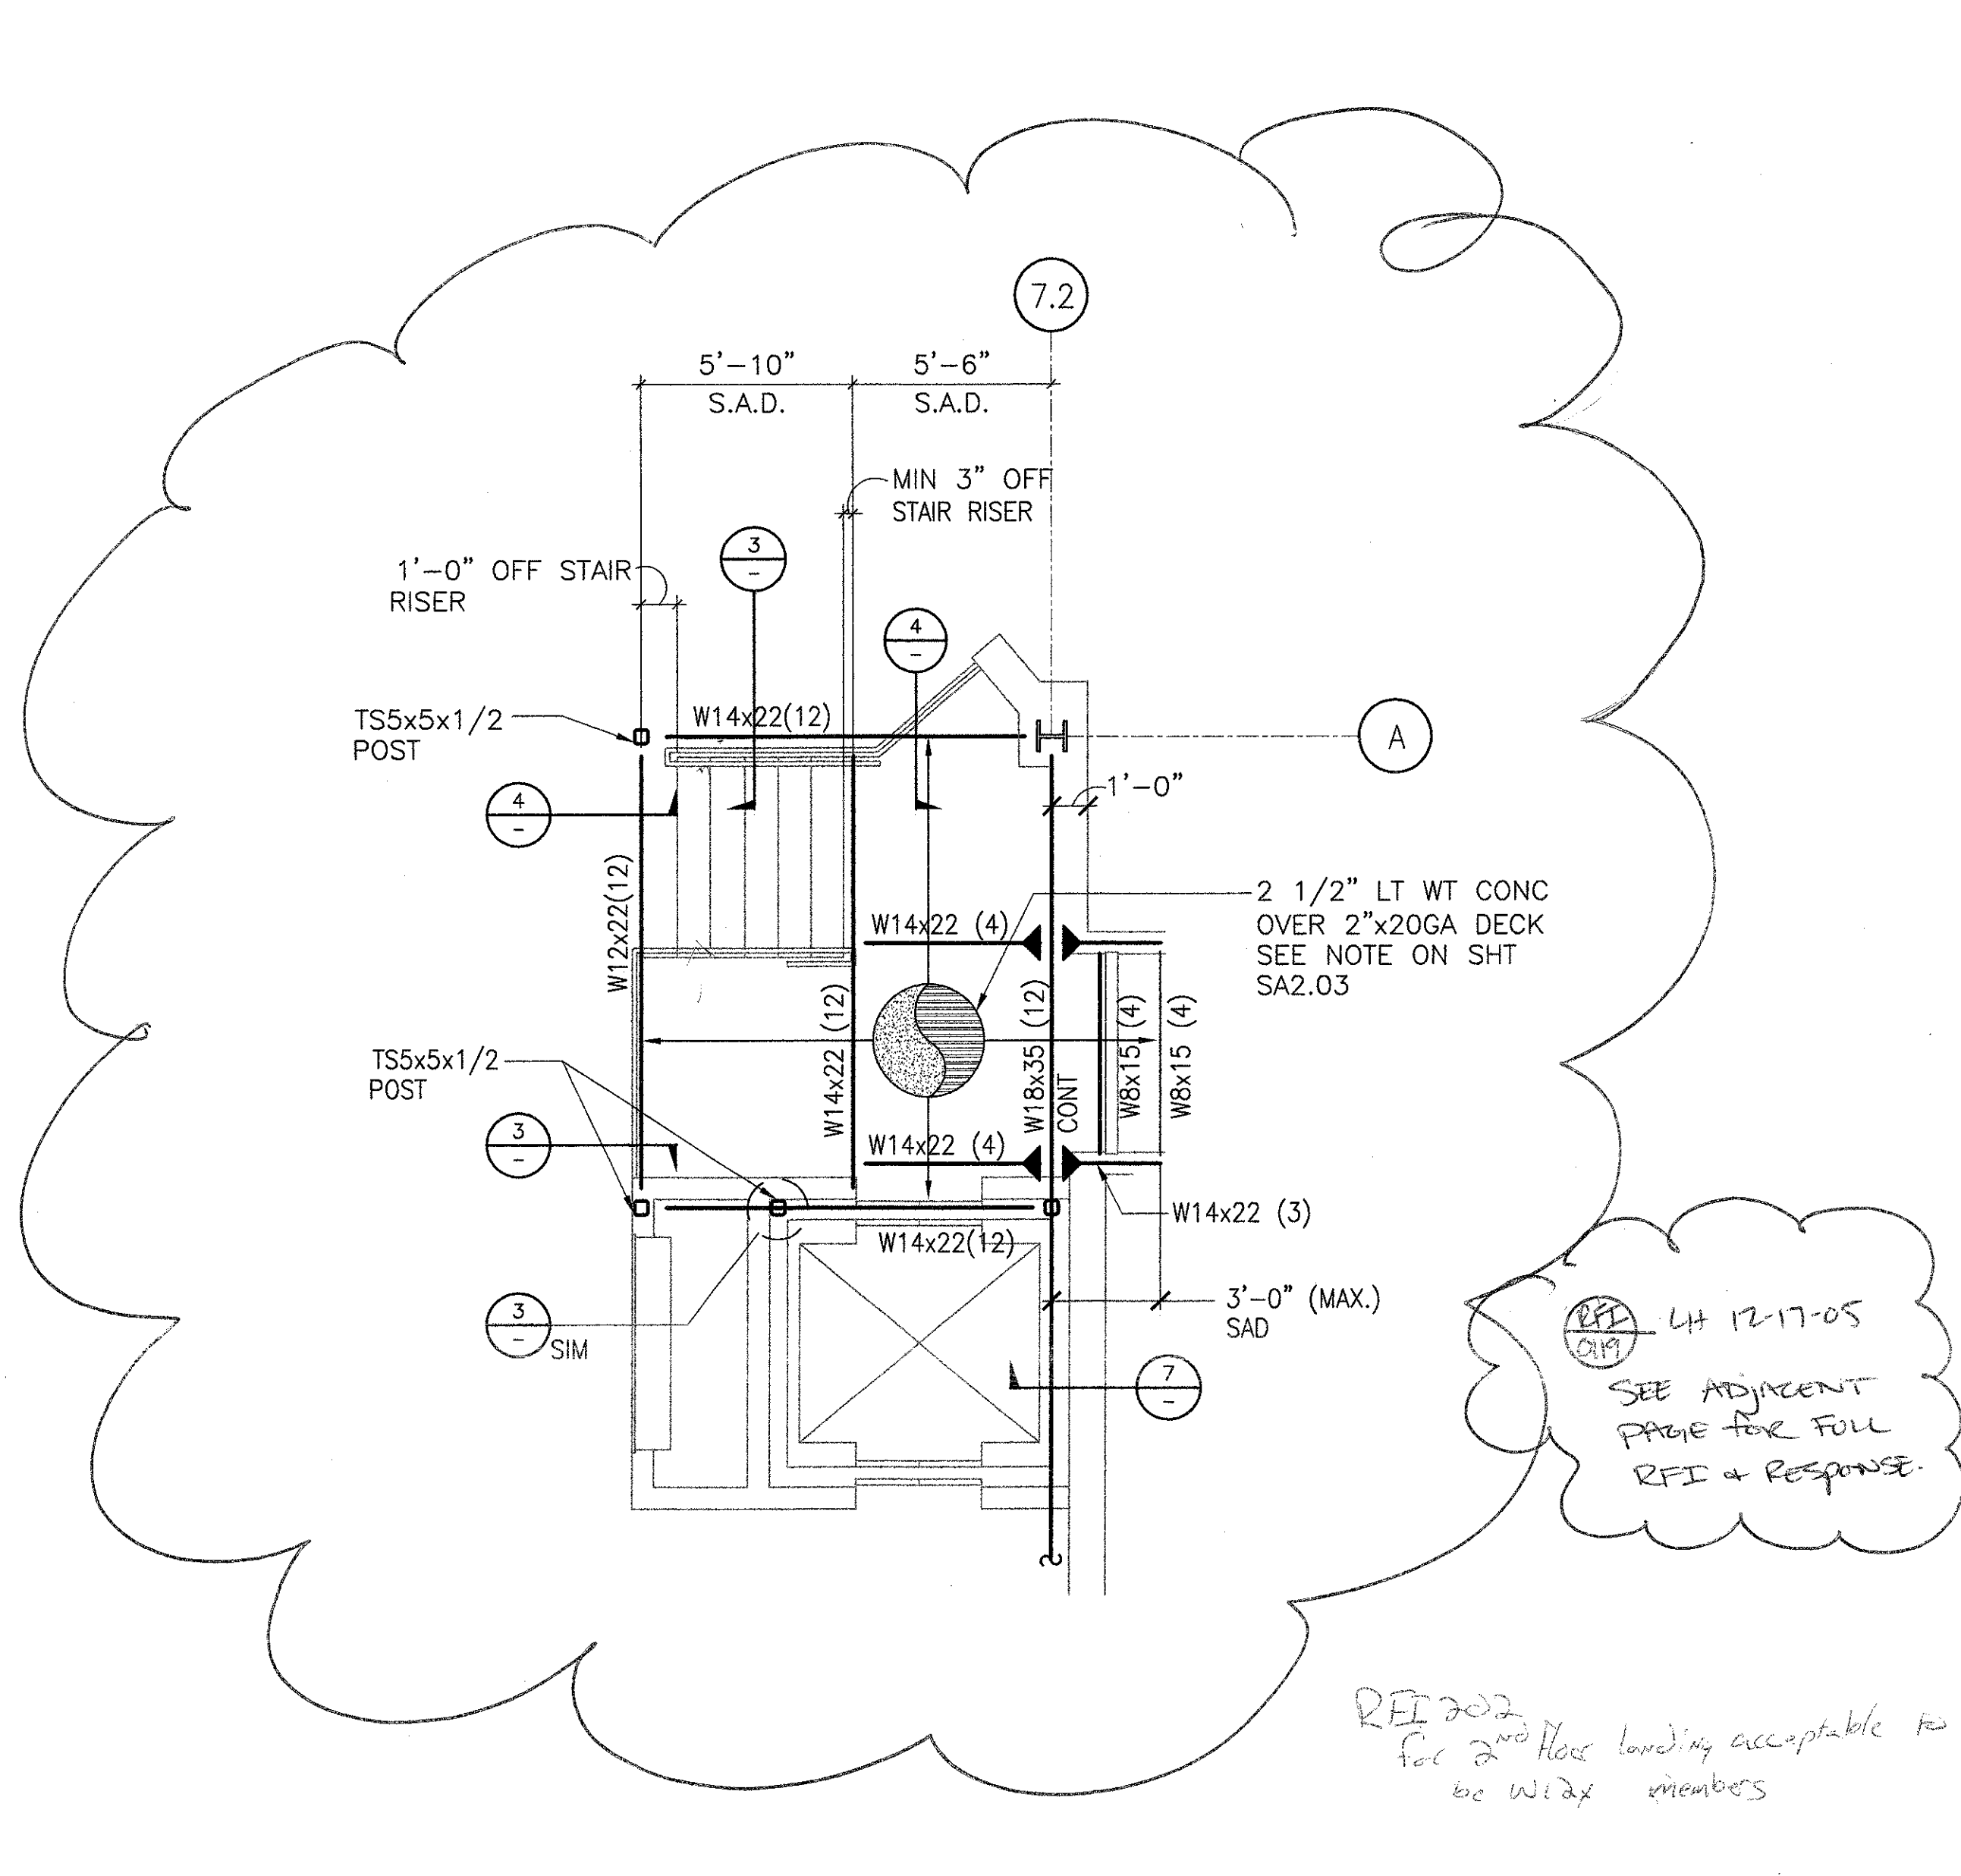 7.2
5'-10"
5'-6"
S.A.D.
S.A.D.
MIN 3" OFF
STAIR RISER
3
-
1'-0" OFF STAIR
RISER
4
-
TS5x5x1/2
POST
W14x22(12)
A
1'-0"
4
-
W12x22(12)
2 1/2" LT WT CONC
OVER 2"x20GA DECK
SEE NOTE ON SHT
SA2.03
W14x22 (4)
W14x22 (12)
W18x35 (12)
CONT
W8x15 (4)
W8x15 (4)
TS5x5x1/2
POST
3
-
W14x22 (4)
W14x22 (3)
W14x22(12)
3'-0" (MAX.)
SAD
3
-
SIM
7
-
RFI
0119
LH 12-17-05
SEE ADJACENT
PAGE FOR FULL
RFI & RESPONSE.
RFI 202
for 2ND floor landing acceptable to
be W12x members